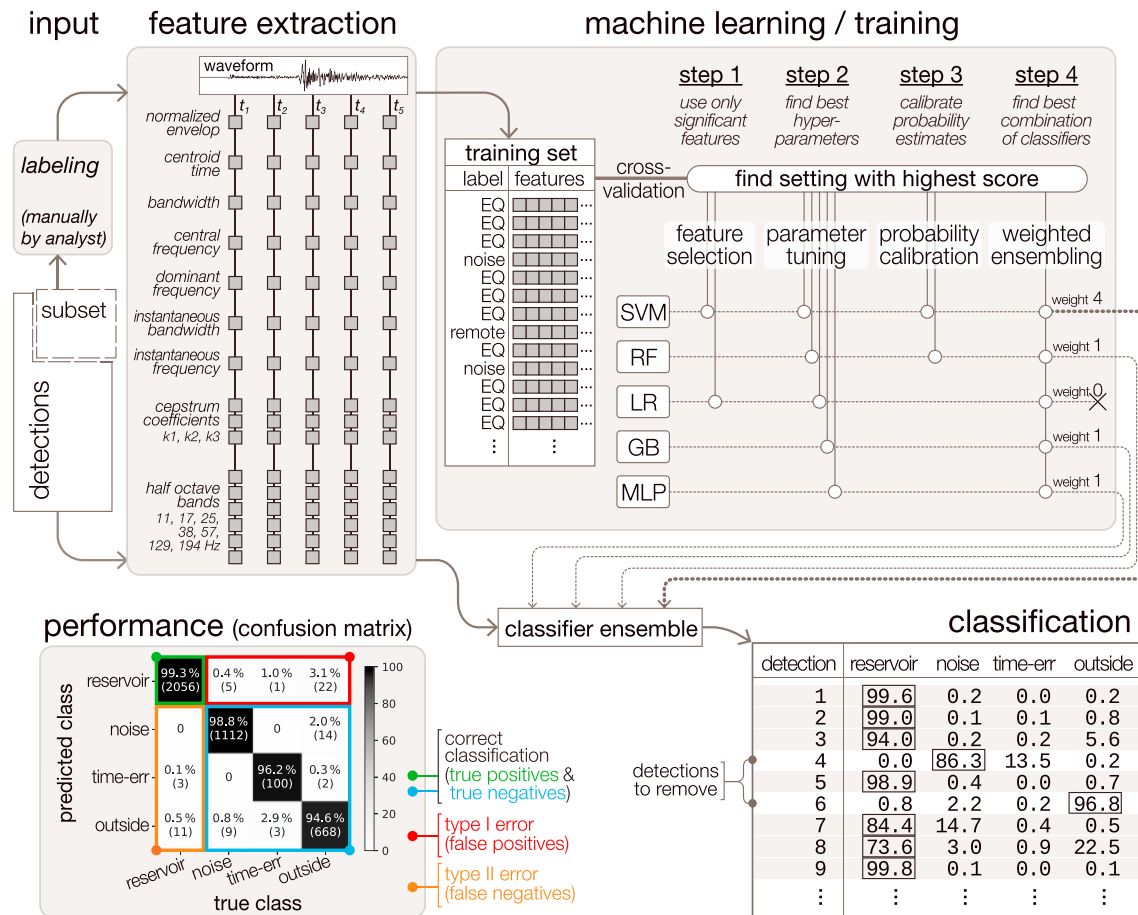 input
feature extraction
machine learning / training
waveform
t1 t2 t3 t4 t5
normalized
envelop
centroid
time
bandwidth
central
frequency
dominant
frequency
instantaneous
bandwidth
instantaneous
frequency
cepstrum
coefficients
k1, k2, k3
half octave
bands
11, 17, 25,
38, 57,
129, 194 Hz
labeling
(manually
by analyst)
subset
detections
step 1
use only
significant
features
step 2
find best
hyper-
parameters
step 3
calibrate
probability
estimates
step 4
find best
combination
of classifiers
training set
label features
EQ ...
EQ ...
EQ ...
noise ...
EQ ...
EQ ...
EQ ...
remote ...
EQ ...
noise ...
EQ ...
EQ ...
EQ ...
⋮ ⋮
cross-
validation
find setting with highest score
feature
selection
parameter
tuning
probability
calibration
weighted
ensembling
SVM weight 4
RF weight 1
LR weight 0
GB weight 1
MLP weight 1
classifier ensemble
performance (confusion matrix)
predicted class
reservoir
noise
time-err
outside
99.3 % 0.4 % 1.0 % 3.1 %
(2056) (5) (1) (22)
0 98.8 % 0 2.0 %
(1112) (14)
0.1 % 0 96.2 % 0.3 %
(3) (100) (2)
0.5 % 0.8 % 2.9 % 94.6 %
(11) (9) (3) (668)
reservoir noise time-err outside
true class
100
80
60
40
20
0
correct
classification
(true positives &
true negatives)
type I error
(false positives)
type II error
(false negatives)
classification
detection reservoir noise time-err outside
1 99.6 0.2 0.0 0.2
2 99.0 0.1 0.1 0.8
3 94.0 0.2 0.2 5.6
4 0.0 86.3 13.5 0.2
5 98.9 0.4 0.0 0.7
6 0.8 2.2 0.2 96.8
7 84.4 14.7 0.4 0.5
8 73.6 3.0 0.9 22.5
9 99.8 0.1 0.0 0.1
⋮ ⋮ ⋮ ⋮ ⋮
detections
to remove